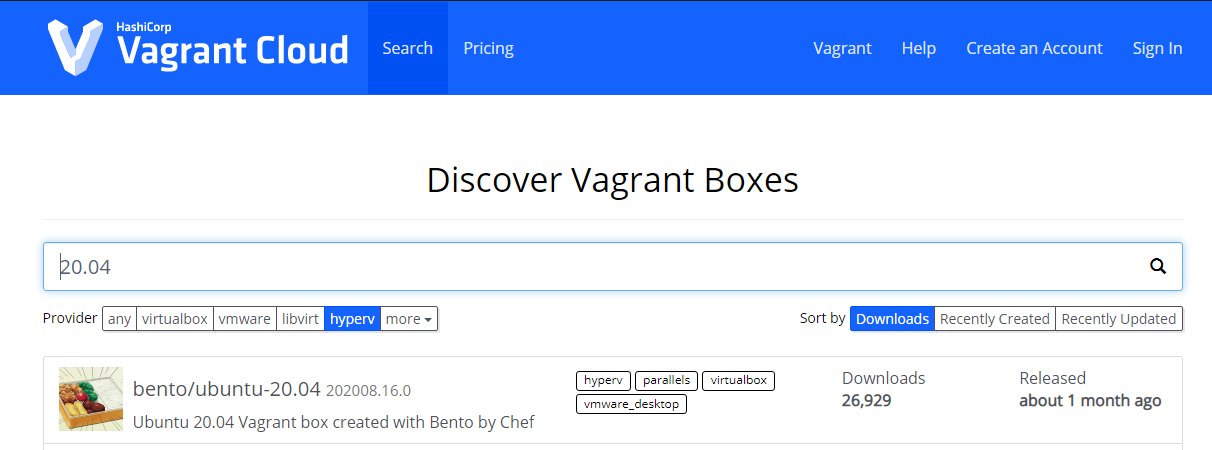 HashiCorp
Vagrant Cloud
Search
Pricing
Vagrant
Help
Create an Account
Sign In
Discover Vagrant Boxes
20.04
Provider any virtualbox vmware libvirt hyperv more
Sort by Downloads Recently Created Recently Updated
bento/ubuntu-20.04 202008.16.0
Ubuntu 20.04 Vagrant box created with Bento by Chef
hyperv parallels virtualbox
vmware_desktop
Downloads
26,929
Released
about 1 month ago